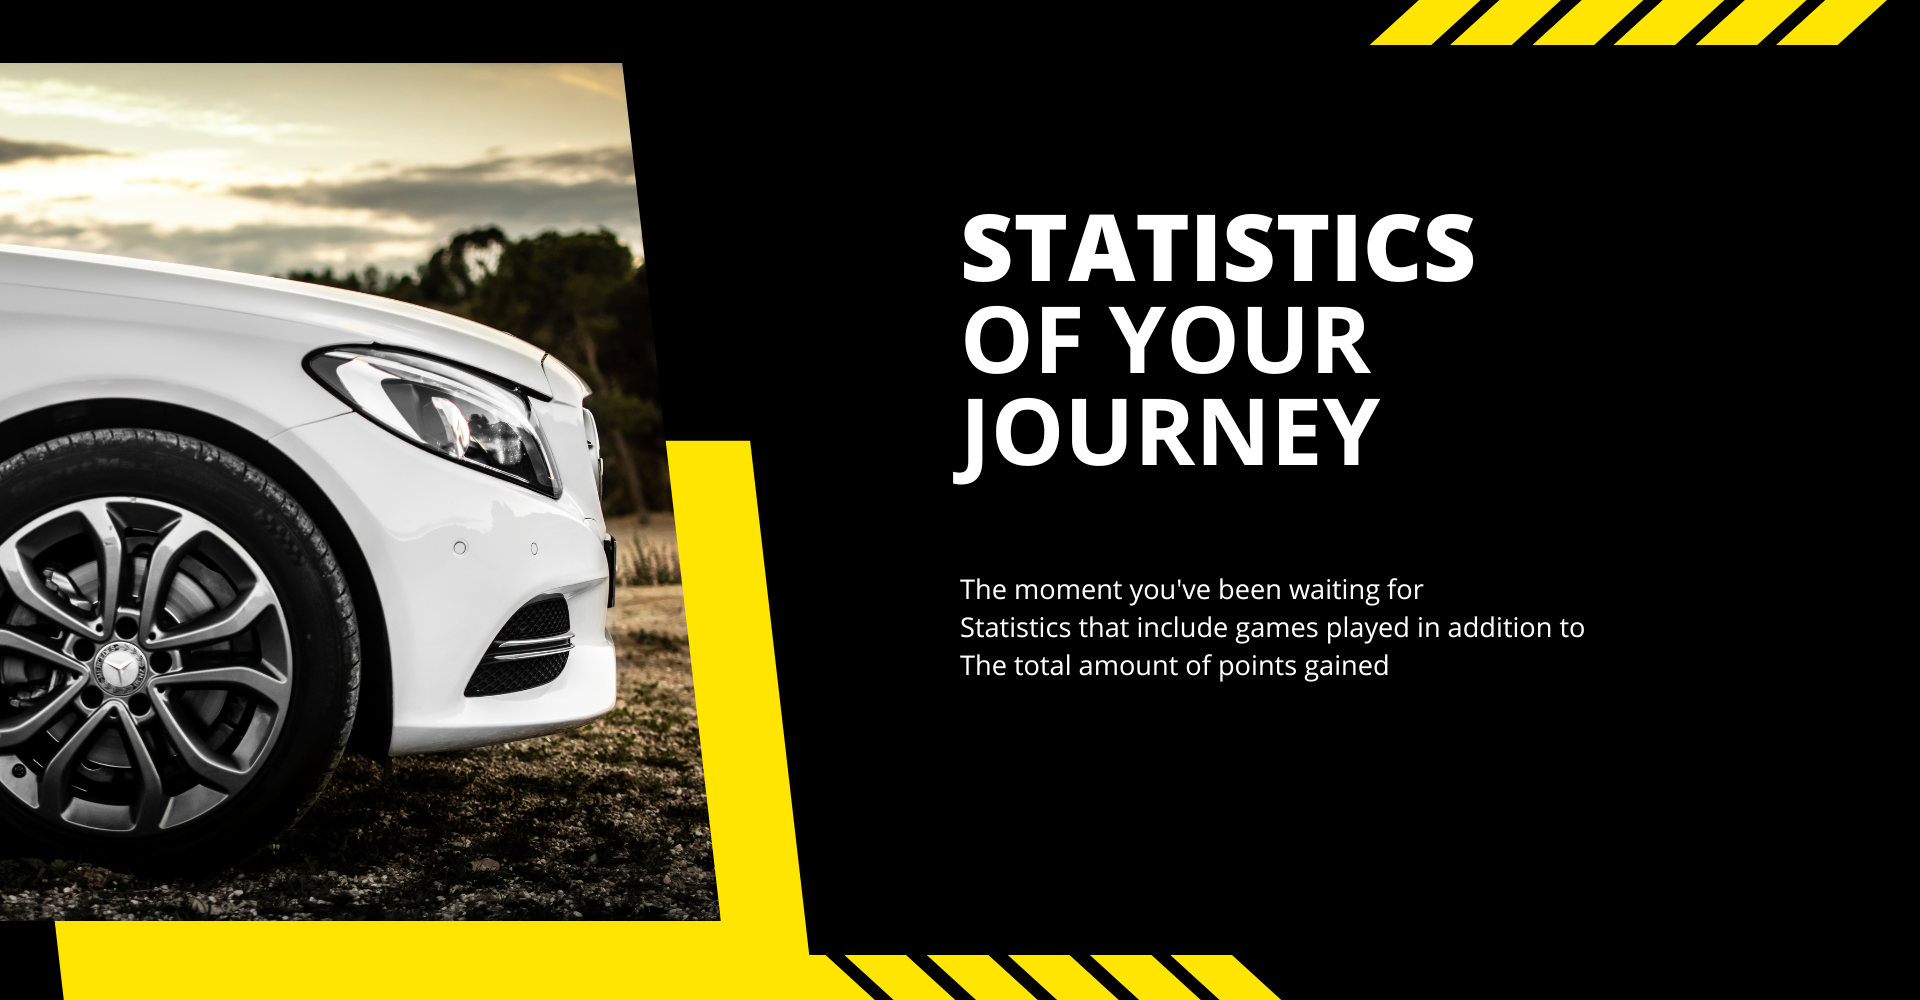 STATISTICS
OF YOUR
JOURNEY
The moment you've been waiting for
Statistics that include games played in addition to
The total amount of points gained